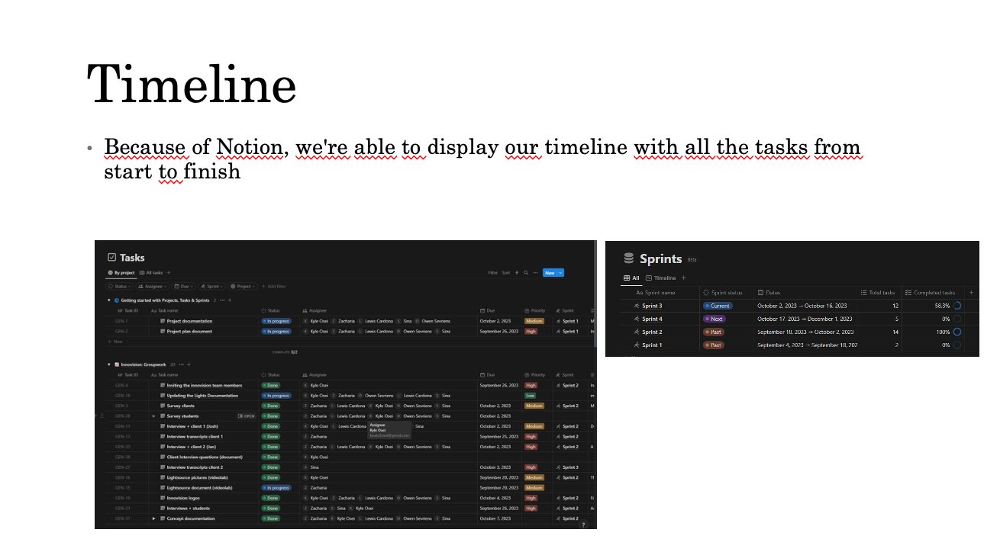 Timeline
• Because of Notion, we're able to display our timeline with all the tasks from
start to finish
Tasks
By project All tasks +
Filter Sort New
Status Assignee Due Sprint Project + Add filter
Getting started with Projects, Tasks & Sprints 2 ... +
Nº Task ID Aa Task name Status Assignee Due Priority Sprint
GEN-1 Project documentation In progress K Kyle Osei Z Zacharia L Lewis Cardona S Sina O Owen Sevriens October 2, 2023 Medium Sprint 1
GEN-2 Project plan document In progress K Kyle Osei Z Zacharia L Lewis Cardona O Owen Sevriens S Sina September 26, 2023 High Sprint 1
+ New
COMPLETE 0/2
Innovision: Groupwork 20 ... +
Nº Task ID Aa Task name Status Assignee Due Priority Sprint
GEN-4 Inviting the innovision team members Done K Kyle Osei September 26, 2023 High Sprint 2
GEN-18 Updating the Lights Documentation In progress K Kyle Osei Z Zacharia O Owen Sevriens L Lewis Cardona S Sina Low
GEN-3 Survey clients Done Z Zacharia L Lewis Cardona K Kyle Osei O Owen Sevriens S Sina October 2, 2023 Medium Sprint 2
Survey students OPEN Done Z Zacharia L Lewis Cardona K Kyle Osei O Owen Sevriens S Sina October 2, 2023
GEN-11 Interview + client 1 (Josh) Done K Kyle Osei L Lewis Cardona Sina October 2, 2023 Medium Sprint 2
Assignee
Kyle Osei
Interview transcripts client 1 Done Z Zacharia September 25, 2023 High Sprint 2
Interview + client 2 (Jan) Done Z Zacharia L Lewis Cardona K Kyle Osei O Owen Sevriens S Sina October 2, 2023 High Sprint 2
Client Interview questions (document) Done K Kyle Osei
GEN-27 Interview transcripts client 2 Done S Sina October 3, 2023 High Sprint 3
GEN-16 Lightsource pictures (videolab) Done K Kyle Osei September 20, 2023 Medium Sprint 2
GEN-15 Lightsource document (videolab) In progress Z Zacharia September 20, 2023 Medium
GEN-19 Innovision logos Done K Kyle Osei Z Zacharia L Lewis Cardona O Owen Sevriens S Sina October 4, 2023 High Sprint 2
GEN-21 Interviews + students Done Z Zacharia S Sina K Kyle Osei September 26, 2023 High Sprint 2
GEN-37 Concept documentation Done Z Zacharia K Kyle Osei L Lewis Cardona O Owen Sevriens S Sina October 7, 2023 Sprint 2
?
Sprints Beta
All Timeline +
Aa Sprint name Sprint status Dates Total tasks Completed tasks +
Sprint 3 Current October 2, 2023 → October 16, 2023 12 58.3%
Sprint 4 Next October 17, 2023 → December 1, 2023 5 0%
Sprint 2 Past September 18, 2023 → October 2, 2023 14 100%
Sprint 1 Past September 4, 2023 → September 18, 202 2 0%